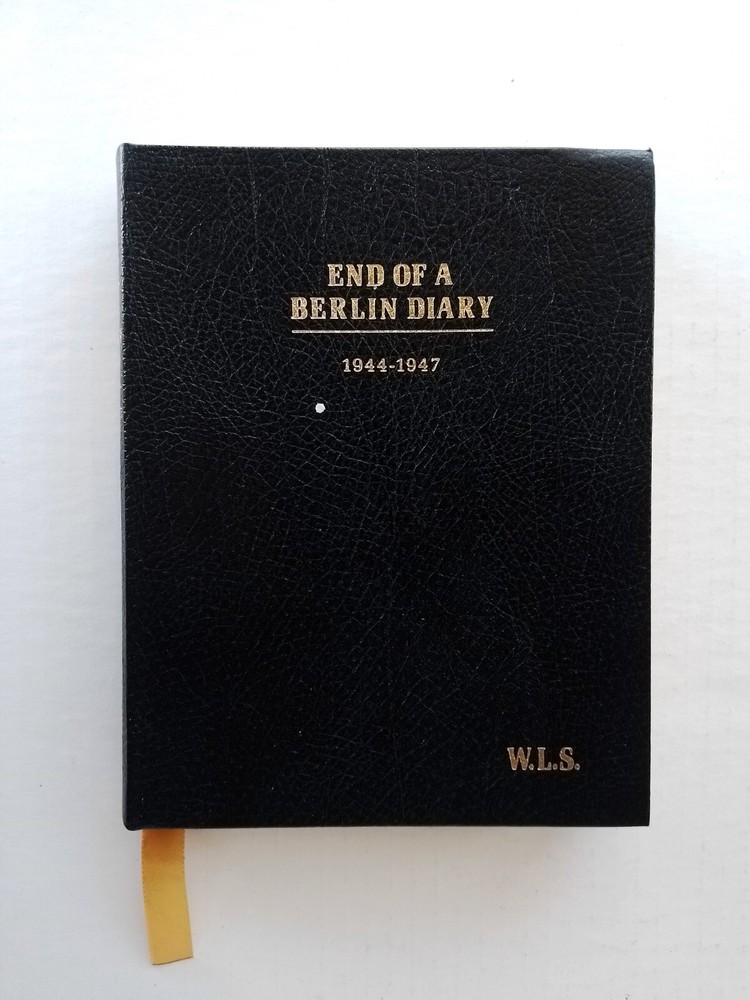 END OF A
BERLIN DIARY
1944-1947
W.L.S.